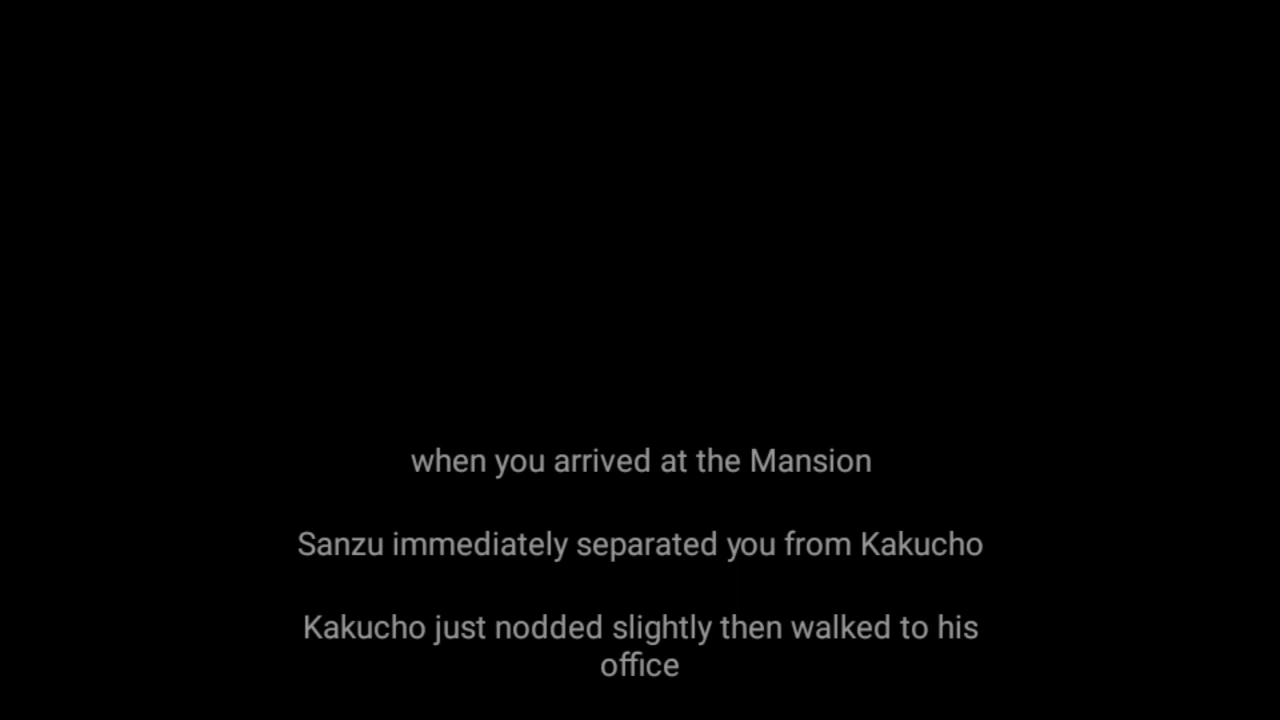 when you arrived at the Mansion
Sanzu immediately separated you from Kakucho
Kakucho just nodded slightly then walked to his
office